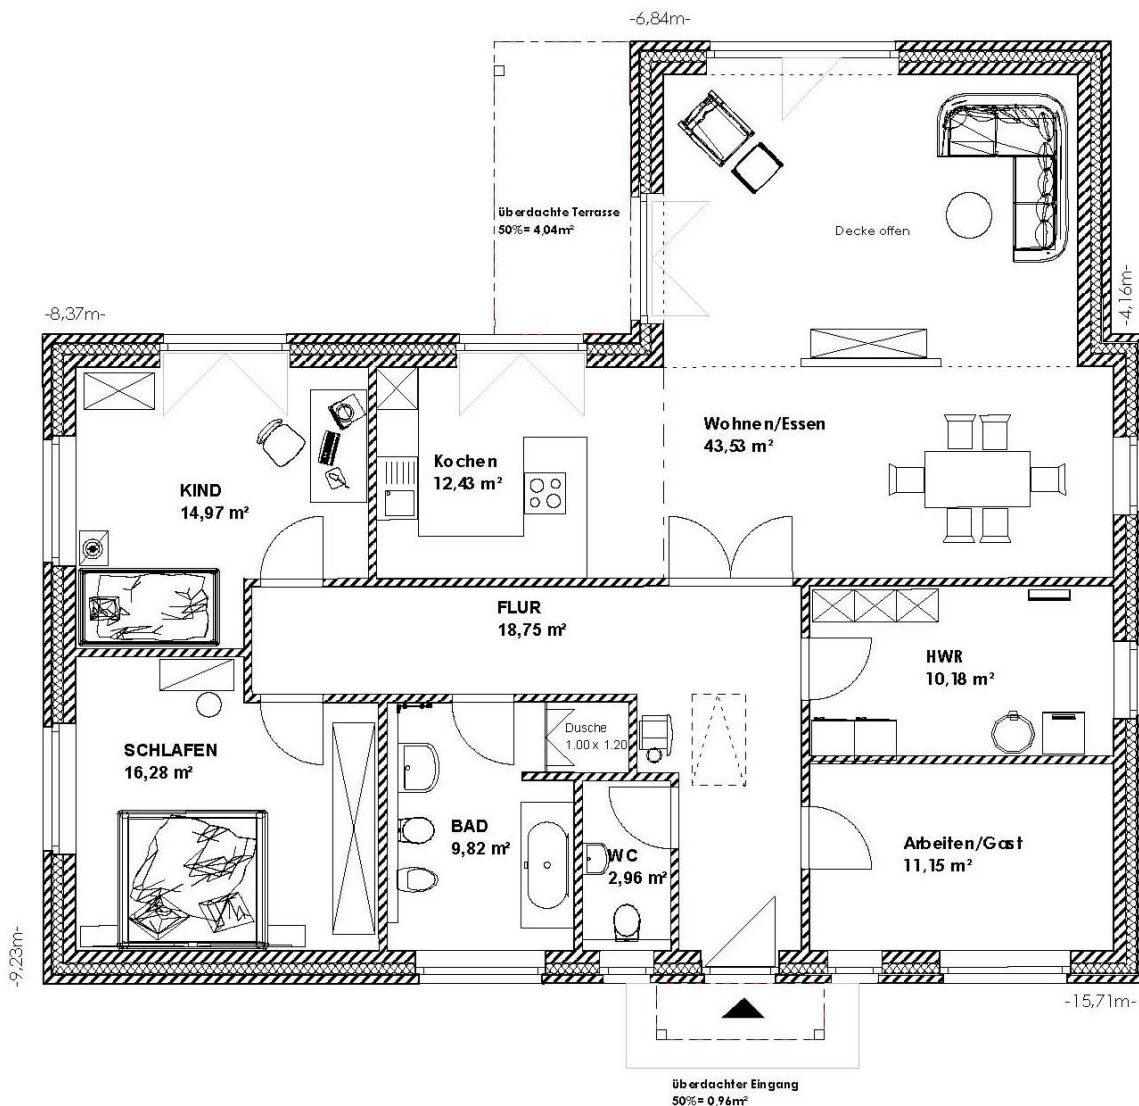 -6,84m-
überdachte Terrasse
50%= 4,04m²
Decke offen
-4,16m-
-8,37m-
Wohnen/Essen
43,53 m²
Kochen
12,43 m²
KIND
14,97 m²
FLUR
18,75 m²
HWR
10,18 m²
SCHLAFEN
16,28 m²
Dusche
1.00 x 1.20
BAD
9,82 m²
WC
2,96 m²
Arbeiten/Gast
11,15 m²
-9,23m-
-15,71m-
überdachter Eingang
50%= 0,96m²